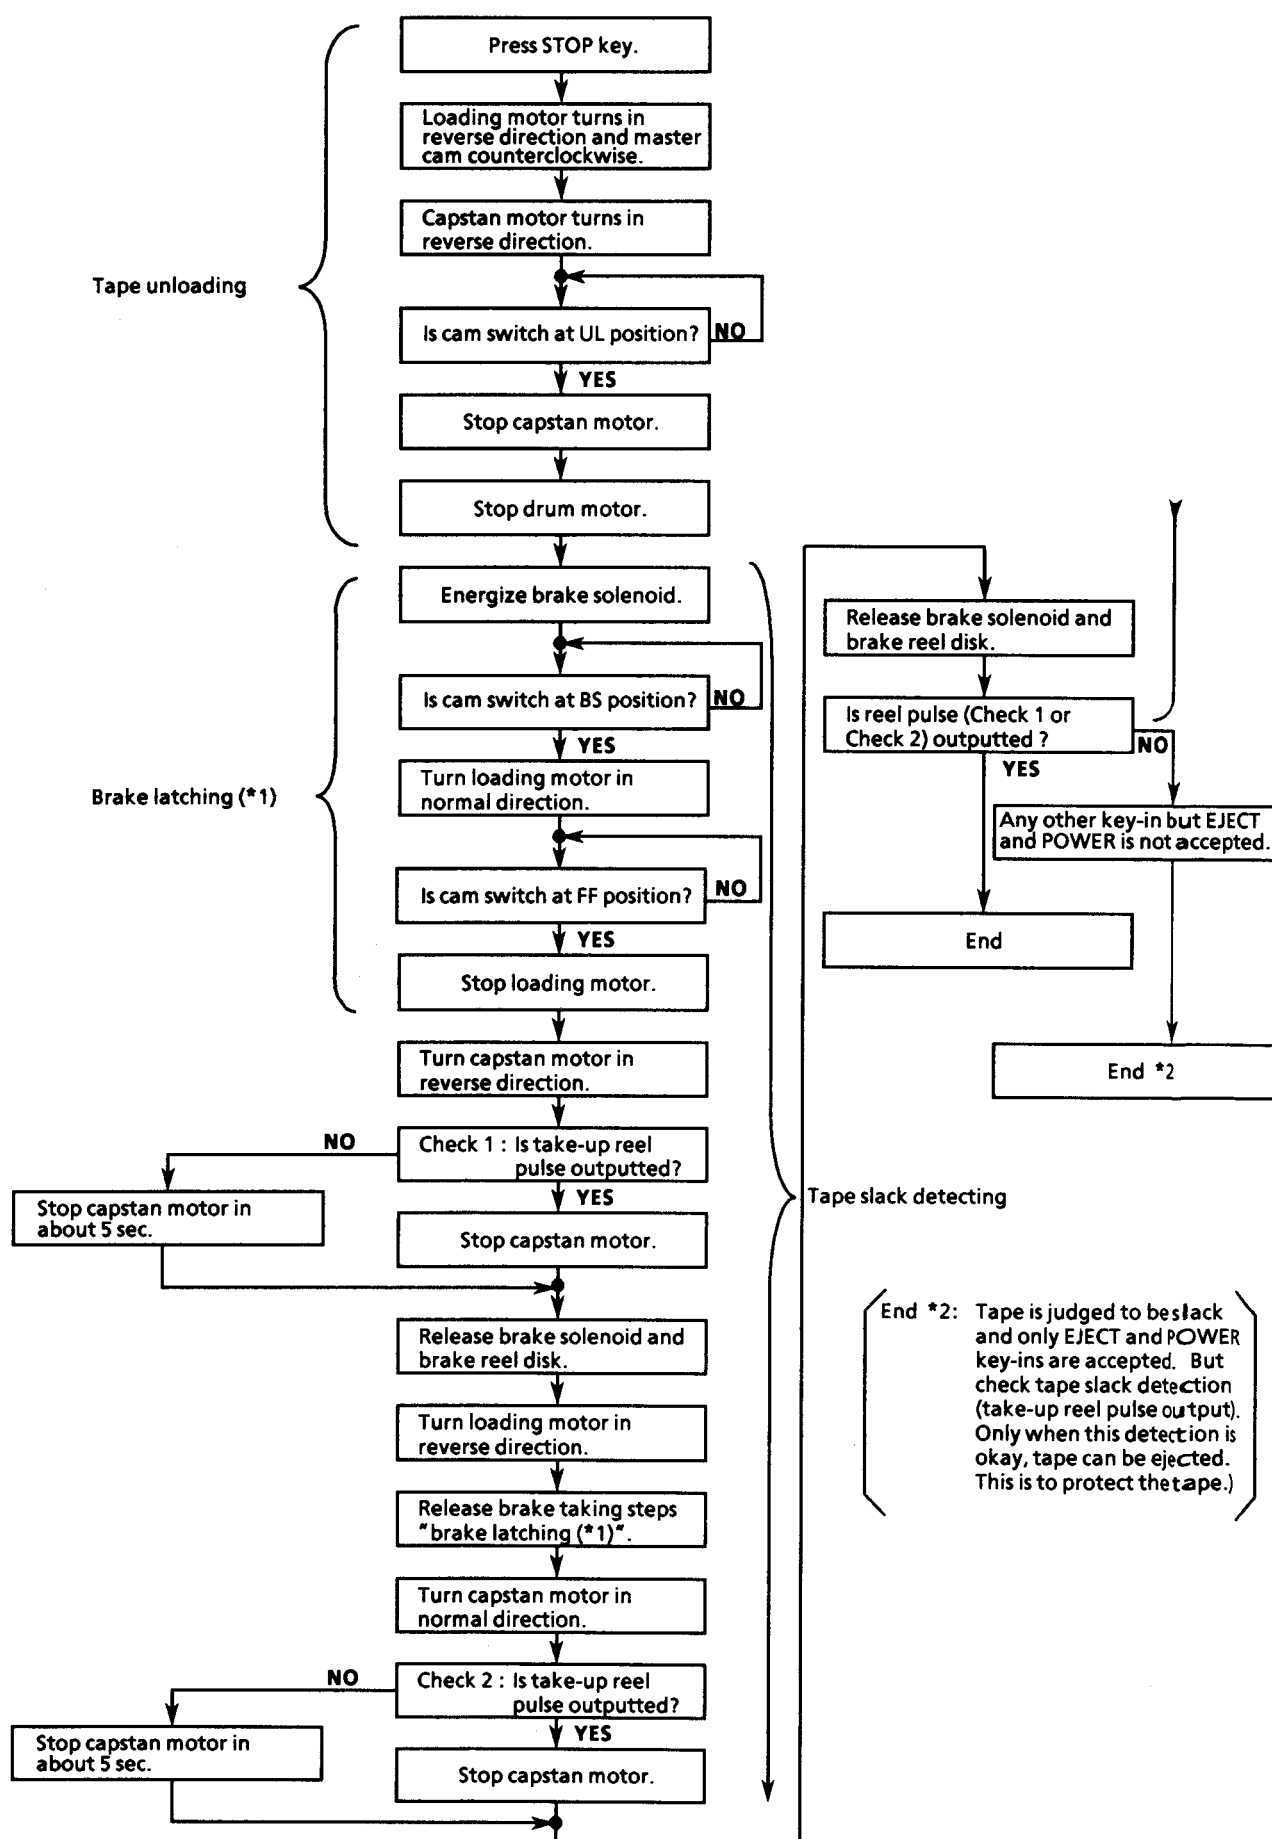 Press STOP key.
Loading motor turns in
reverse direction and master
cam counterclockwise.
Capstan motor turns in
reverse direction.
Tape unloading
Is cam switch at UL position?
NO
YES
Stop capstan motor.
Stop drum motor.
Energize brake solenoid.
Is cam switch at BS position?
NO
YES
Turn loading motor in
normal direction.
Brake latching (*1)
Is cam switch at FF position?
NO
YES
Stop loading motor.
Turn capstan motor in
reverse direction.
Check 1 : Is take-up reel
pulse outputted?
NO
YES
Stop capstan motor in
about 5 sec.
Stop capstan motor.
Release brake solenoid and
brake reel disk.
Turn loading motor in
reverse direction.
Release brake taking steps
"brake latching (*1)".
Turn capstan motor in
normal direction.
Check 2 : Is take-up reel
pulse outputted?
NO
YES
Stop capstan motor in
about 5 sec.
Stop capstan motor.
Tape slack detecting
Release brake solenoid and
brake reel disk.
Is reel pulse (Check 1 or
Check 2) outputted ?
NO
YES
Any other key-in but EJECT
and POWER is not accepted.
End
End *2
End *2: Tape is judged to be slack
and only EJECT and POWER
key-ins are accepted. But
check tape slack detection
(take-up reel pulse output).
Only when this detection is
okay, tape can be ejected.
This is to protect the tape.)